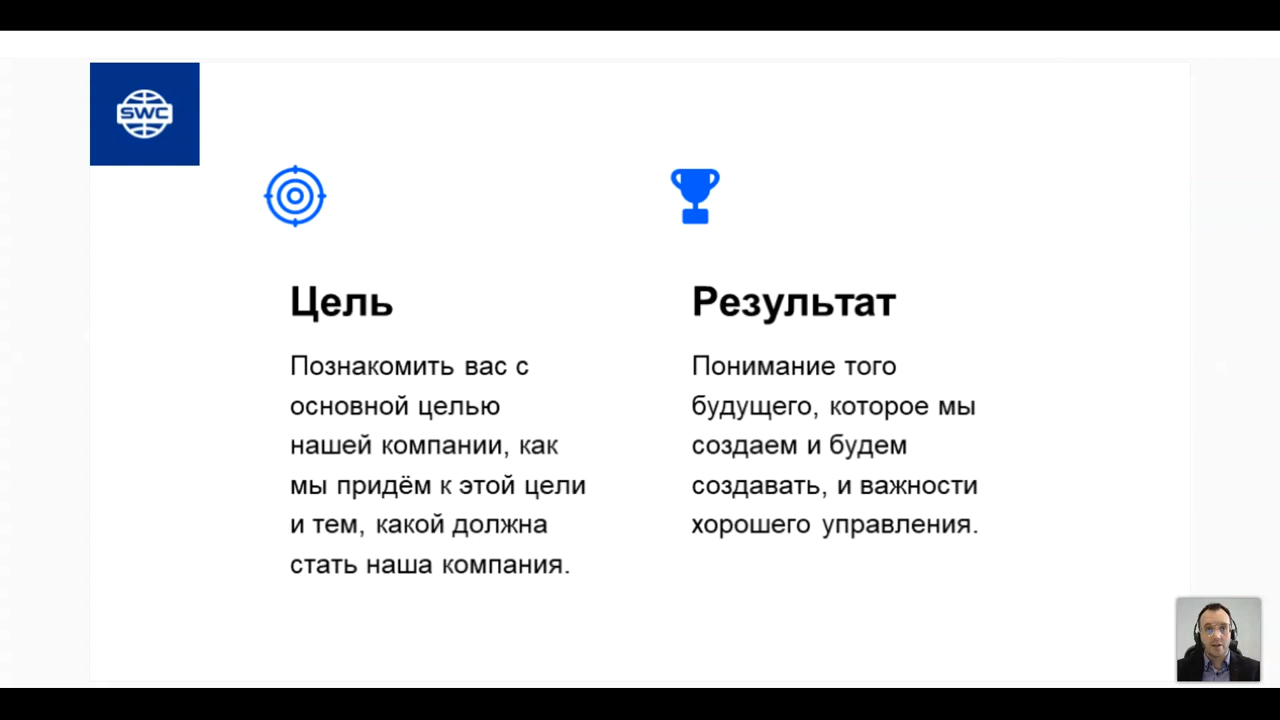 SWC
Цель
Познакомить вас с
основной целью
нашей компании, как
мы придём к этой цели
и тем, какой должна
стать наша компания.
Результат
Понимание того
будущего, которое мы
создаем и будем
создавать, и важности
хорошего управления.